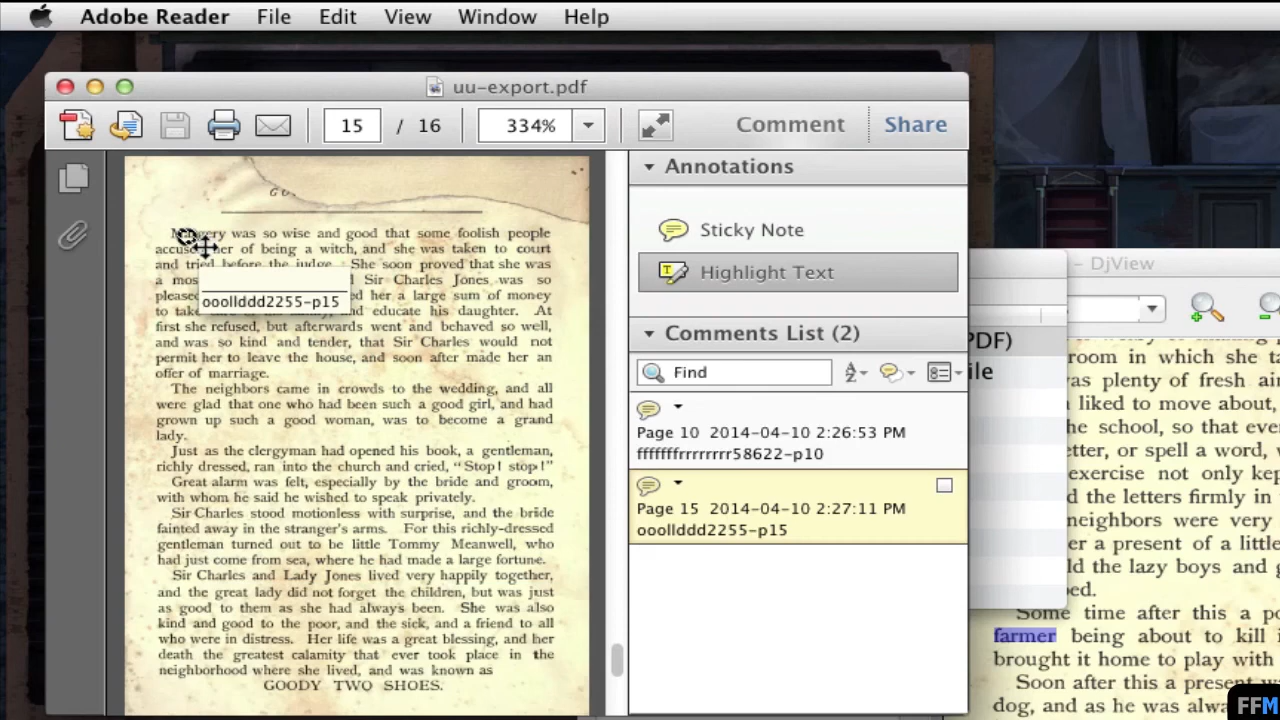 Adobe Reader File Edit View Window Help
uu-export.pdf
15 / 16 334% Comment Share
Annotations
Sticky Note
Highlight Text
Comments List (2)
Find
Page 10 2014-04-10 2:26:53 PM
Page 15 2014-04-10 2:27:11 PM
ooollddd2255-p15
was so wise and good that some foolish people
her of being a witch, and she was taken to court
and tried before the judge. She soon proved that she was
a Sir Charles Jones was so
her a large sum of money
to take and educate his daughter. At
ooollddd2255-p15
first she refused, but afterwards went and behaved so well,
and was so kind and tender, that Sir Charles would not
permit her to leave the house, and soon after made her an
offer of marriage.
The neighbors came in crowds to the wedding, and all
were glad that one who had been such a good girl, and had
grown up such a good woman, was to become a grand
lady.
Just as the clergyman had opened his book, a gentleman,
richly dressed, ran into the church and cried, “Stop! stop!”
Great alarm was felt, especially by the bride and groom,
with whom he said he wished to speak privately.
Sir Charles stood motionless with surprise, and the bride
fainted away in the stranger's arms. For this richly-dressed
gentleman turned out to be little Tommy Meanwell, who
had just come from sea, where he had made a large fortune.
Sir Charles and Lady Jones lived very happily together,
and the great lady did not forget the children, but was just
as good to them as she had always been. She was also
kind and good to the poor, and the sick, and a friend to all
who were in distress. Her life was a great blessing, and her
death the greatest calamity that ever took place in the
neighborhood where she lived, and was known as
GOODY TWO SHOES.
– DjView
PDF)
room in which she
was plenty of fresh
liked to move about,
he school, so that
or spell a word,
exercise not only
d the letters firmly in
neighbors were very
er a present of a little
ld the lazy boys and
Some time after this a
farmer being about to kill
brought it home to play with
Soon after this a present
dog, and as he was
FFM